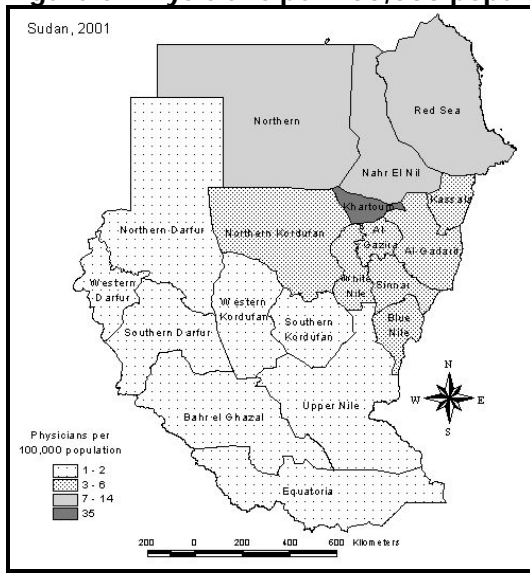 Sudan, 2001
Northern
Red Sea
Nahr El Nil
Khartoum
Kassala
Northern Darfur
Northern Kordufan
Al-Gazira
Al-Gadarif
White Nile
Sinnar
Western Darfur
Western Kordufan
Southern Darfur
Southern Kordufan
Blue Nile
Bahr el Ghazal
Upper Nile
Equatoria
N
W E
S
Physicians per
100,000 population
1 - 2
3 - 6
7 - 14
35
200 0 200 400 600 Kilometers